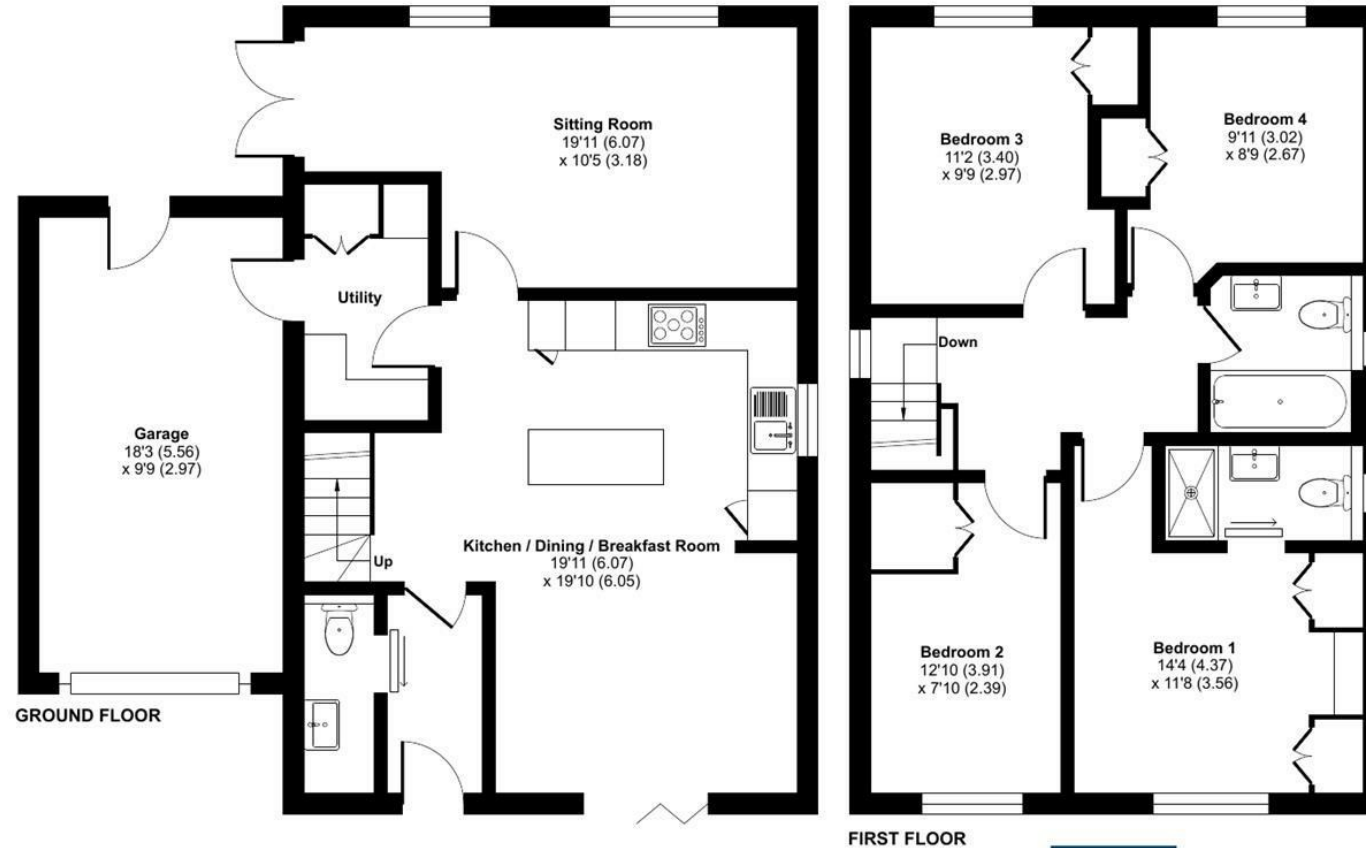 Sitting Room
19'11 (6.07)
x 10'5 (3.18)
Utility
Garage
18'3 (5.56)
x 9'9 (2.97)
Up
Kitchen / Dining / Breakfast Room
19'11 (6.07)
x 19'10 (6.05)
GROUND FLOOR
Bedroom 3
11'2 (3.40)
x 9'9 (2.97)
Bedroom 4
9'11 (3.02)
x 8'9 (2.67)
Down
Bedroom 2
12'10 (3.91)
x 7'10 (2.39)
Bedroom 1
14'4 (4.37)
x 11'8 (3.56)
FIRST FLOOR